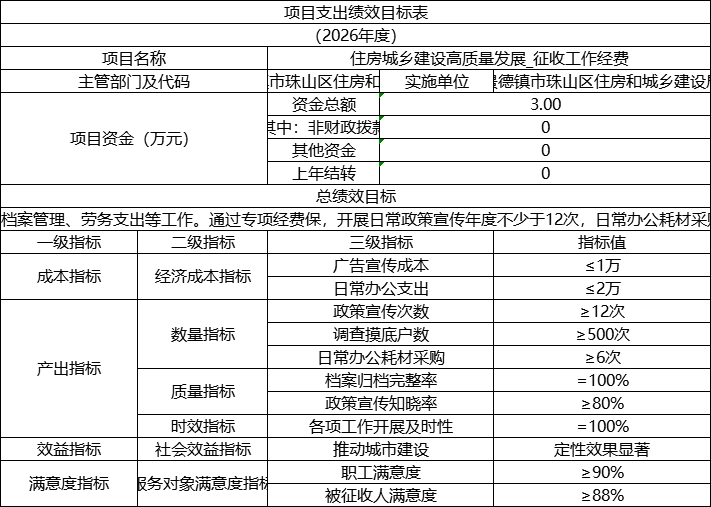 项目支出绩效目标表
（2026年度）
项目名称 住房城乡建设高质量发展_征收工作经费
主管部门及代码 市珠山区住房和 实施单位 景德镇市珠山区住房和城乡建设局
项目资金（万元） 资金总额 3.00
其中：非财政拨款 0
其他资金 0
上年结转 0
总绩效目标
档案管理、劳务支出等工作。通过专项经费保，开展日常政策宣传年度不少于12次，日常办公耗材采购
一级指标 二级指标 三级指标 指标值
成本指标 经济成本指标 广告宣传成本 ≤1万
日常办公支出 ≤2万
产出指标 数量指标 政策宣传次数 ≥12次
调查摸底户数 ≥500次
日常办公耗材采购 ≥6次
质量指标 档案归档完整率 =100%
政策宣传知晓率 ≥80%
时效指标 各项工作开展及时性 =100%
效益指标 社会效益指标 推动城市建设 定性效果显著
满意度指标 服务对象满意度指标 职工满意度 ≥90%
被征收人满意度 ≥88%